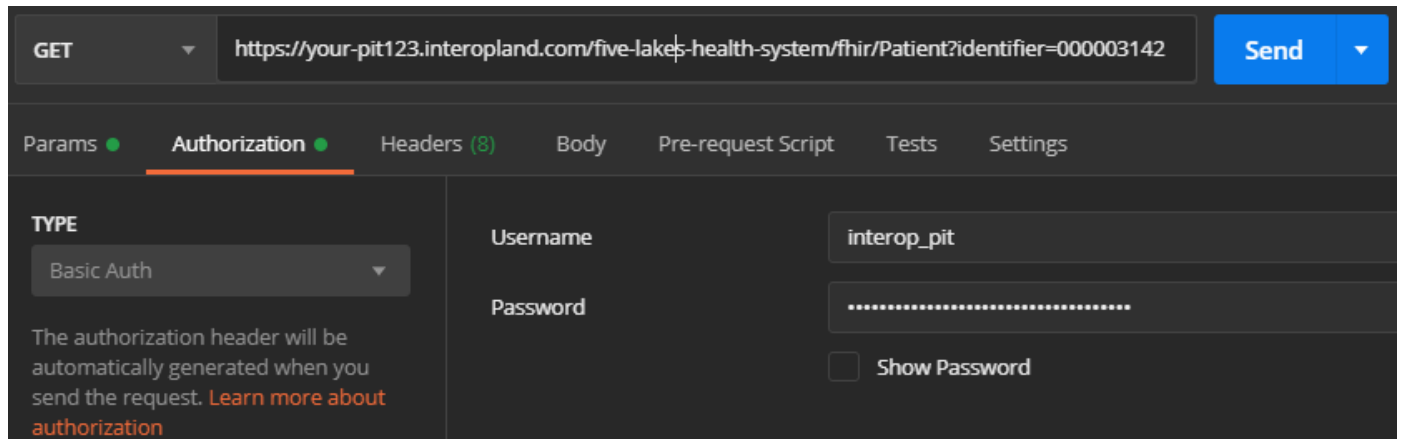 GET https://your-pit123.interopland.com/five-lakes-health-system/fhir/Patient?identifier=000003142 Send
Params Authorization Headers (8) Body Pre-request Script Tests Settings
TYPE
Basic Auth
The authorization header will be
automatically generated when you
send the request. Learn more about
authorization
Username interop_pit
Password ••••••••••••••••••••••••••••••••••••
Show Password